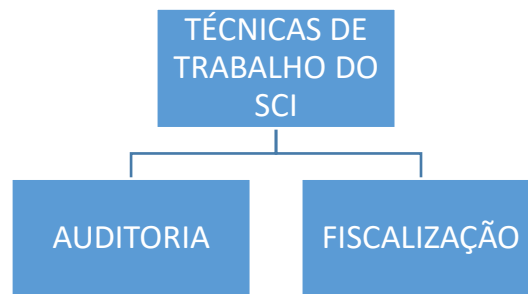 TÉCNICAS DE
TRABALHO DO
SCI
AUDITORIA
FISCALIZAÇÃO